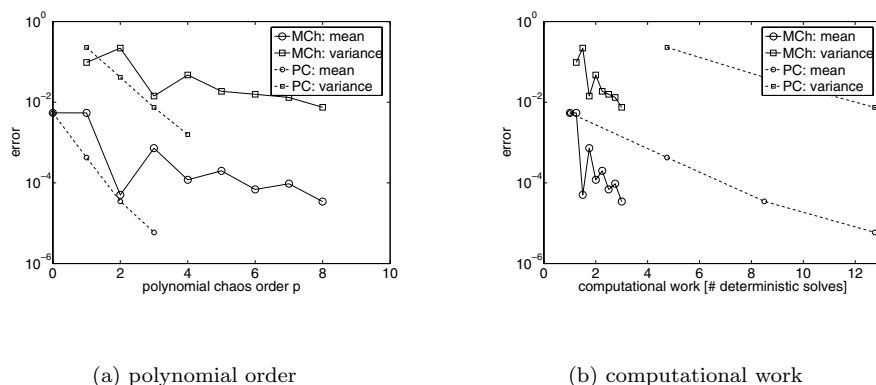 10^0
10^-2
10^-4
10^-6
error
0 2 4 6 8 10
polynomial chaos order p
MCh: mean
MCh: variance
PC: mean
PC: variance
(a) polynomial order
10^0
10^-2
10^-4
10^-6
error
0 2 4 6 8 10 12
computational work [# deterministic solves]
MCh: mean
MCh: variance
PC: mean
PC: variance
(b) computational work